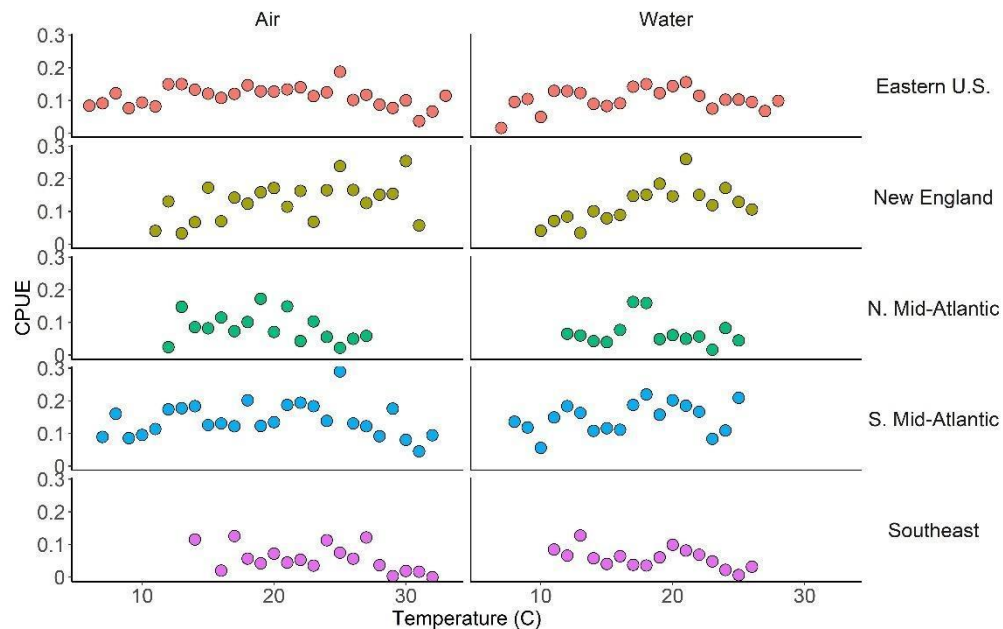 Air Water
0.3
0.2
0.1
0
Eastern U.S.
0.3
0.2
0.1
0
New England
0.3
0.2
0.1
0
N. Mid-Atlantic
0.3
0.2
0.1
0
S. Mid-Atlantic
0.3
0.2
0.1
0
Southeast
CPUE
10 20 30 10 20 30
Temperature (C)